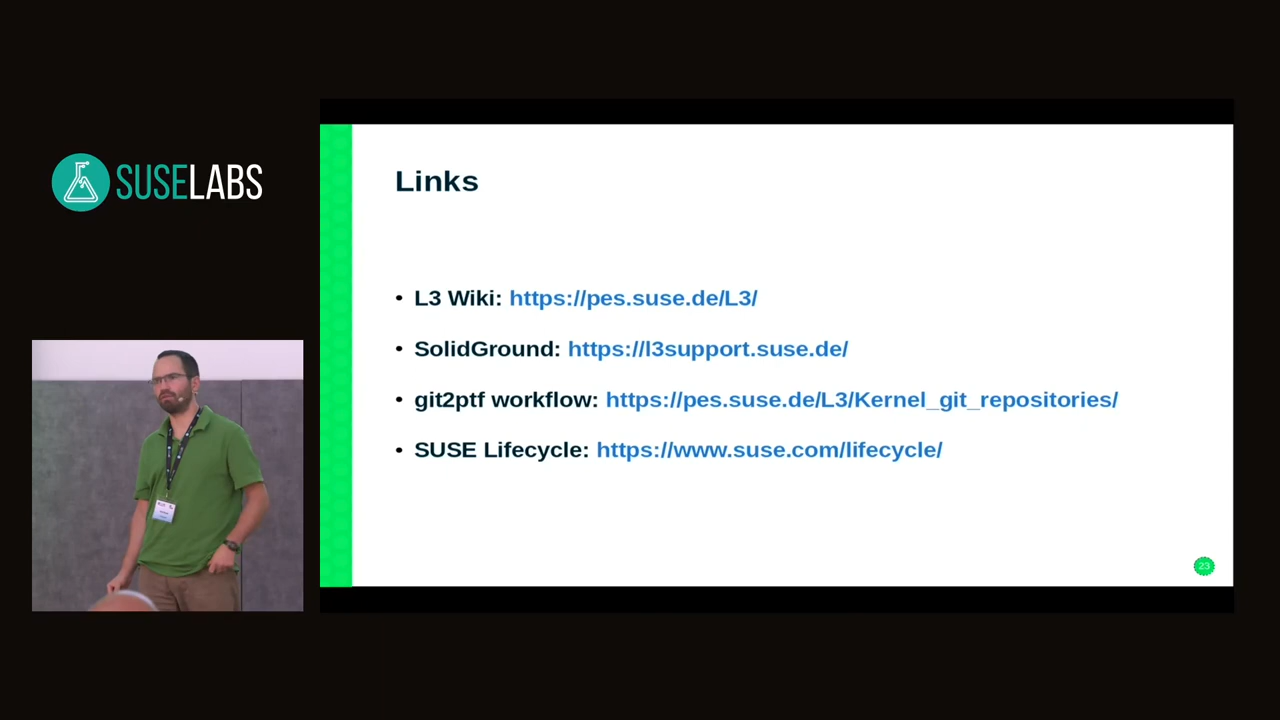 SUSELABS
Links
• L3 Wiki: https://pes.suse.de/L3/
• SolidGround: https://l3support.suse.de/
• git2ptf workflow: https://pes.suse.de/L3/Kernel_git_repositories/
• SUSE Lifecycle: https://www.suse.com/lifecycle/
23